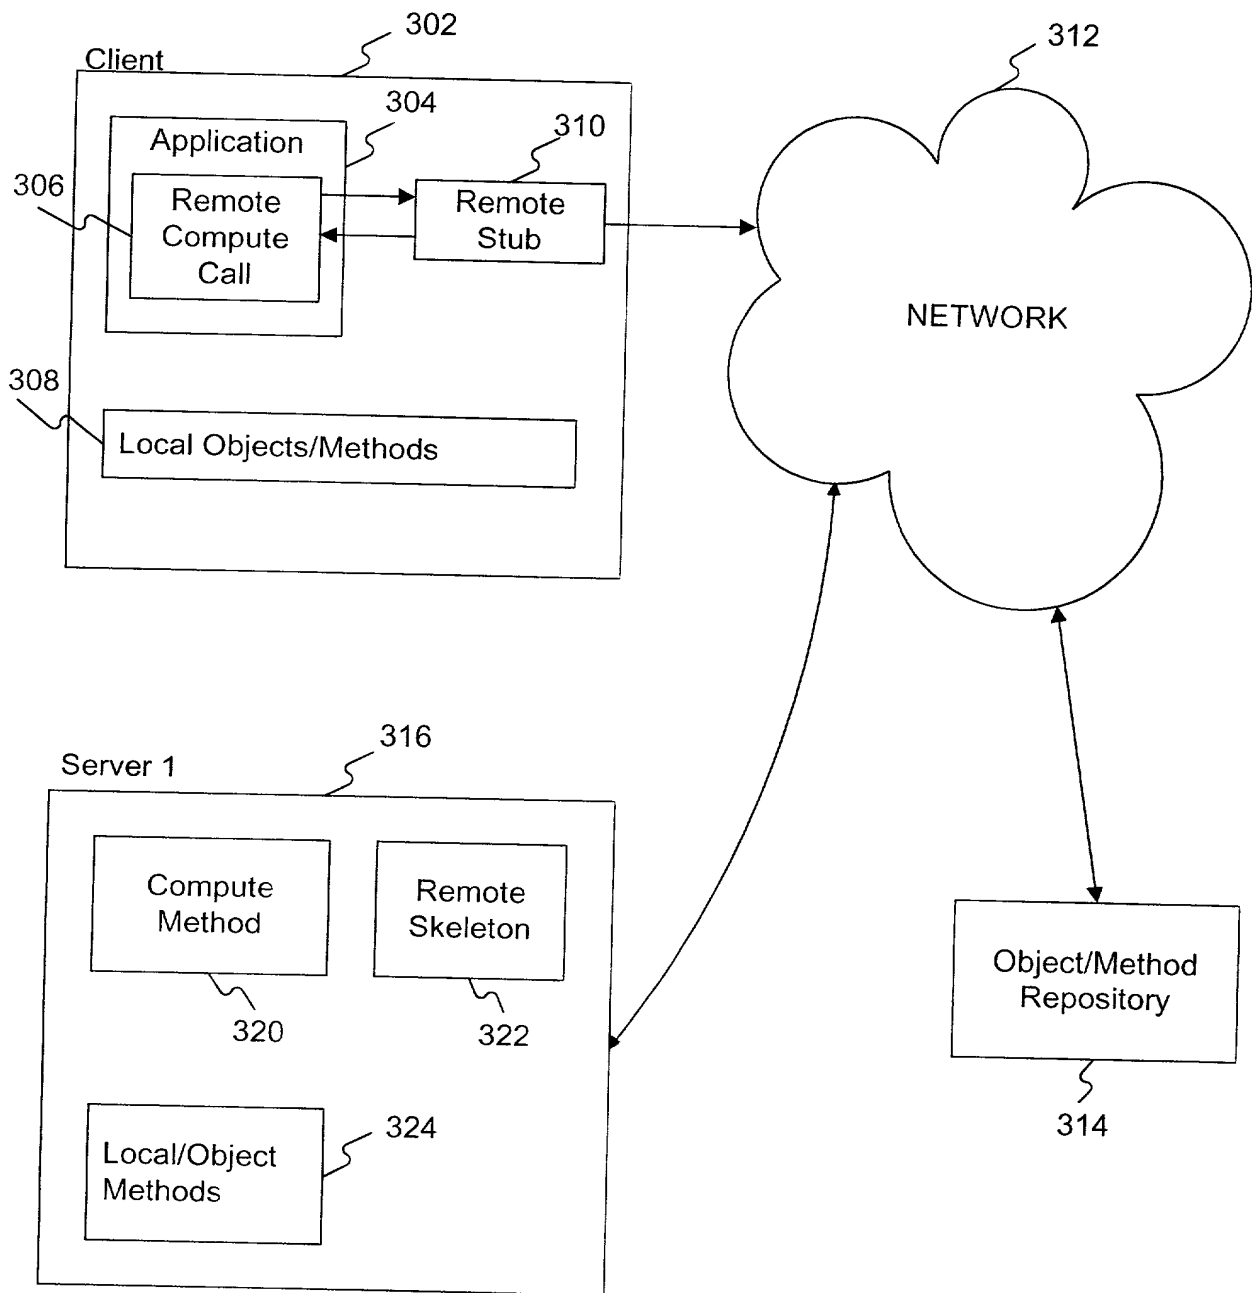 302
312
Client
304
310
Application
306
Remote
Compute
Call
Remote
Stub
NETWORK
308
Local Objects/Methods
316
Server 1
Compute
Method
Remote
Skeleton
320
322
Object/Method
Repository
314
324
Local/Object
Methods